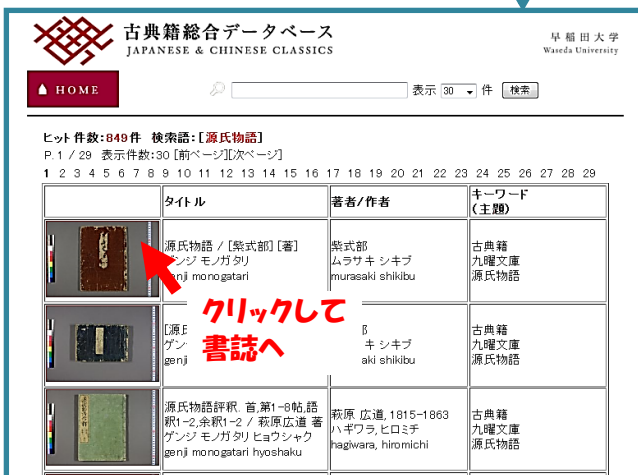 古典籍総合データベース
JAPANESE & CHINESE CLASSICS
早稲田大学
Waseda University
HOME
表示 30 件 検索
ヒット件数:849件 検索語:[源氏物語]
P.1 / 29 表示件数:30 [前ページ][次ページ]
1 2 3 4 5 6 7 8 9 10 11 12 13 14 15 16 17 18 19 20 21 22 23 24 25 26 27 28 29
タイトル
著者/作者
キーワード
(主題)
源氏物語 / [紫式部] [著]
ンジ モノガタリ
enji monogatari
紫式部
ムラサキ シキブ
murasaki shikibu
古典籍
九曜文庫
源氏物語
クリックして
書誌へ
[源
ゲン
genji
キ シキブ
aki shikibu
古典籍
九曜文庫
源氏物語
源氏物語評釈. 首,第1-8帖,語
釈1-2,余釈1-2 / 萩原広道 著
ゲンジ モノガタリ ヒョウシャク
genji monogatari hyoshaku
萩原 広道, 1815-1863
ハギワラ, ヒロミチ
hagiwara, hiromichi
古典籍
九曜文庫
源氏物語